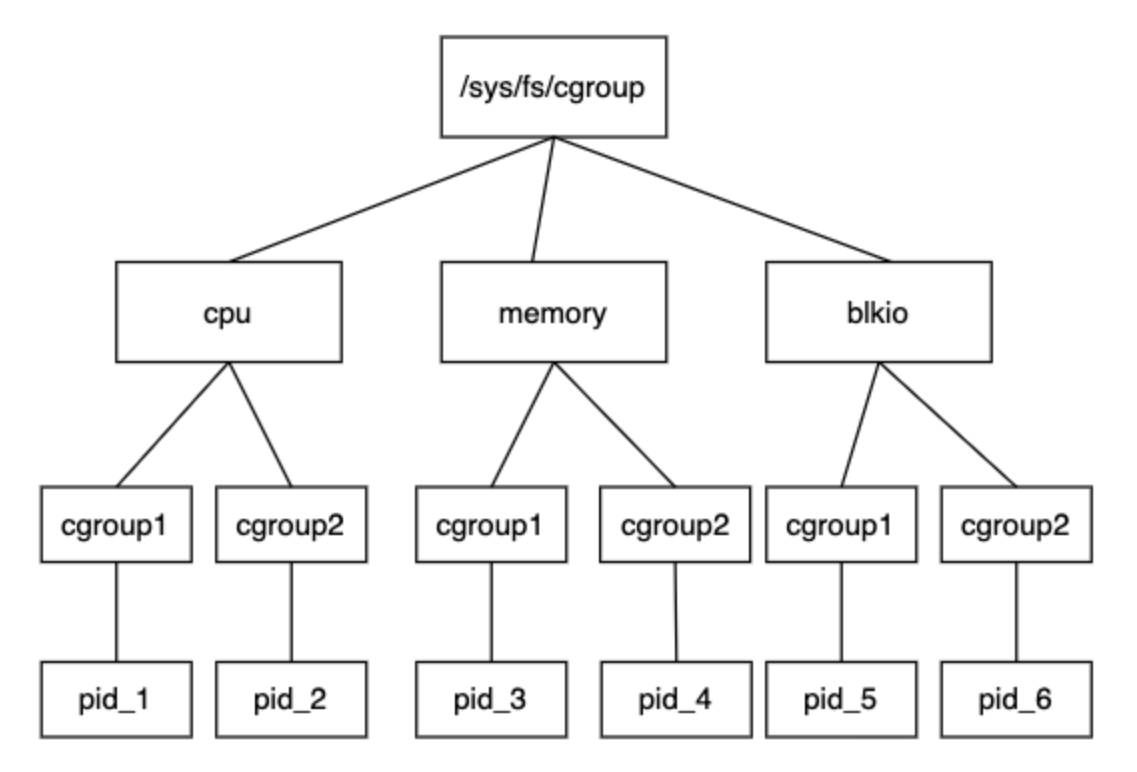 /sys/fs/cgroup
cpu
memory
blkio
cgroup1
cgroup2
cgroup1
cgroup2
cgroup1
cgroup2
pid_1
pid_2
pid_3
pid_4
pid_5
pid_6